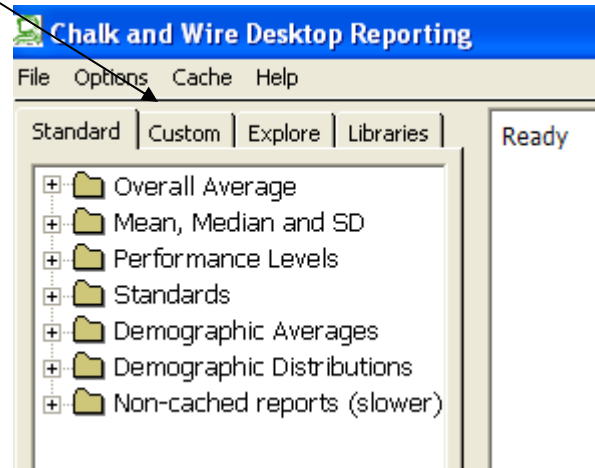 Chalk and Wire Desktop Reporting
File Options Cache Help
Standard Custom Explore Libraries
Ready
Overall Average
Mean, Median and SD
Performance Levels
Standards
Demographic Averages
Demographic Distributions
Non-cached reports (slower)